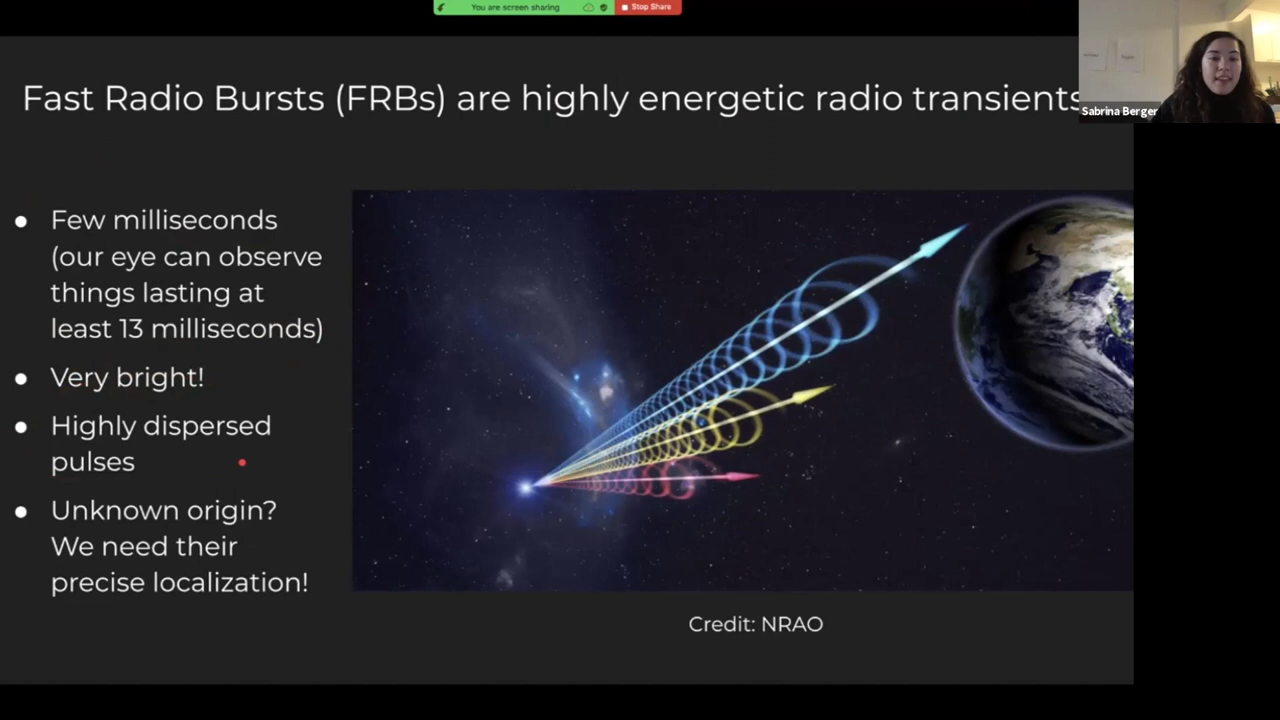 You are screen sharing
Stop Share
Fast Radio Bursts (FRBs) are highly energetic radio transients
Sabrina Berger
● Few milliseconds
(our eye can observe
things lasting at
least 13 milliseconds)
● Very bright!
● Highly dispersed
pulses
● Unknown origin?
We need their
precise localization!
Credit: NRAO